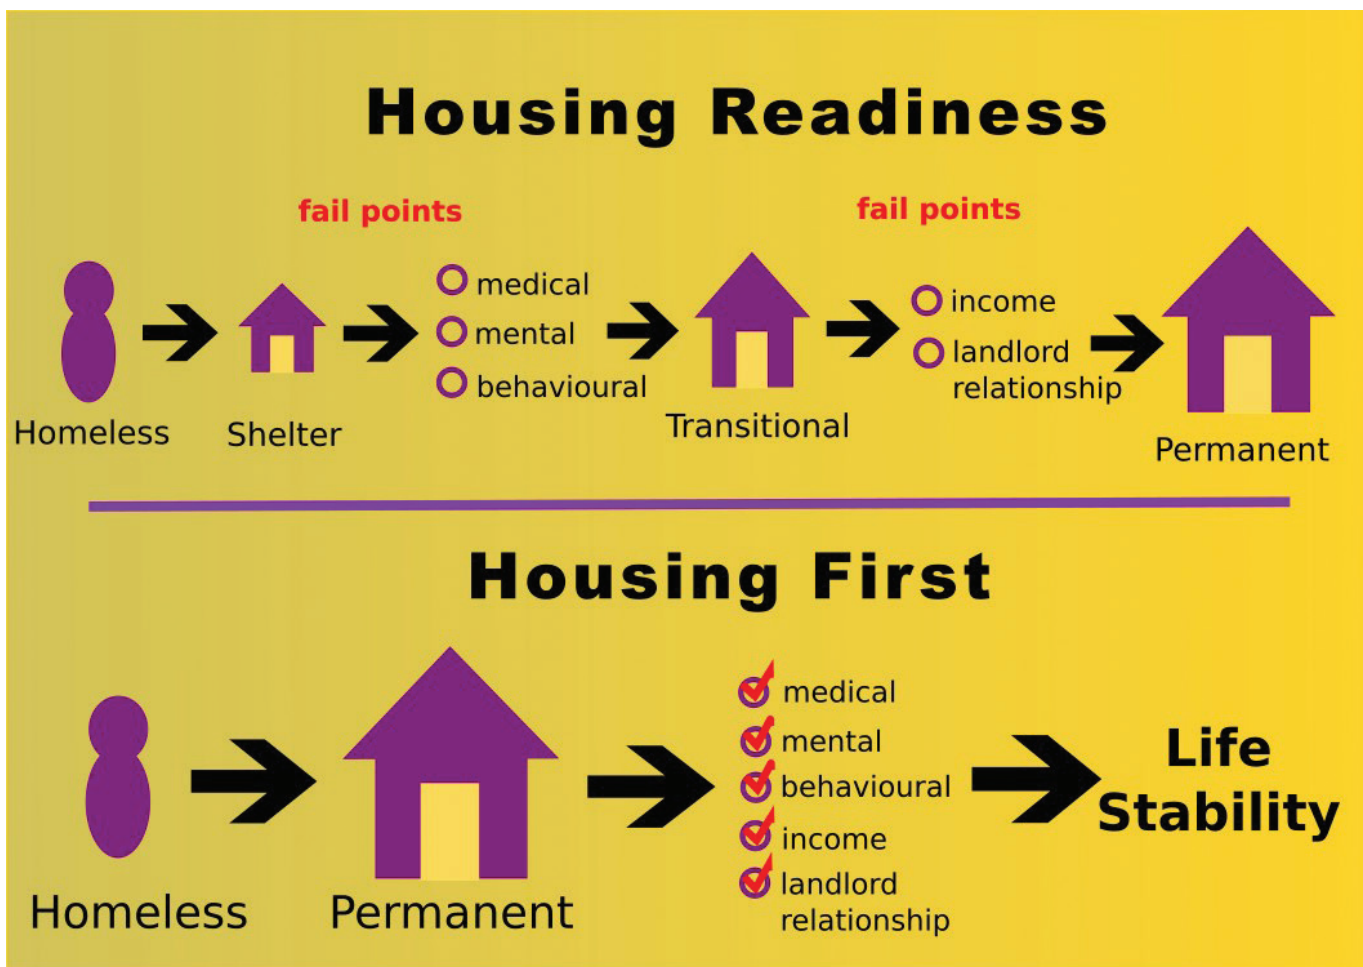 Housing Readiness
fail points
fail points
medical
mental
behavioural
income
landlord
relationship
Homeless
Shelter
Transitional
Permanent
Housing First
medical
mental
behavioural
income
landlord
relationship
Life
Stability
Homeless
Permanent